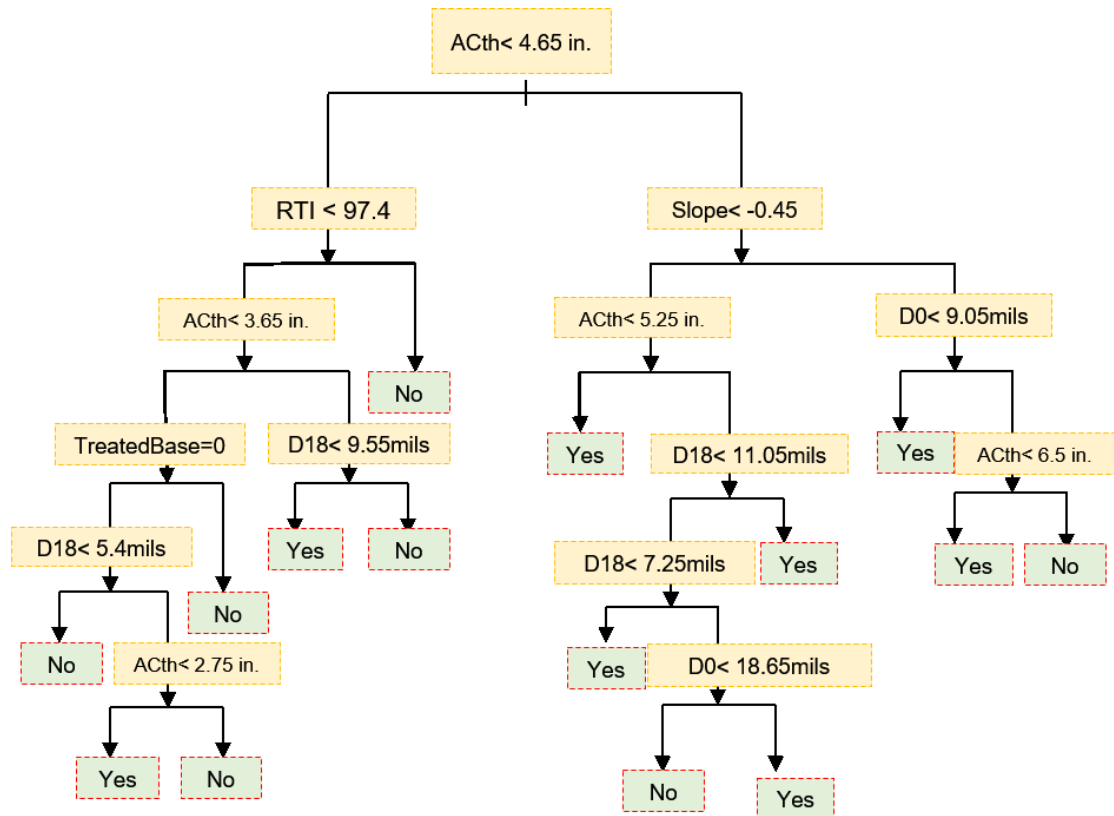 ACth< 4.65 in.
RTI < 97.4
Slope< -0.45
ACth< 3.65 in.
ACth< 5.25 in.
D0< 9.05mils
No
TreatedBase=0
D18< 9.55mils
Yes
D18< 11.05mils
Yes
ACth< 6.5 in.
D18< 5.4mils
Yes
No
D18< 7.25mils
Yes
Yes
No
No
No
ACth< 2.75 in.
Yes
D0< 18.65mils
Yes
No
No
Yes